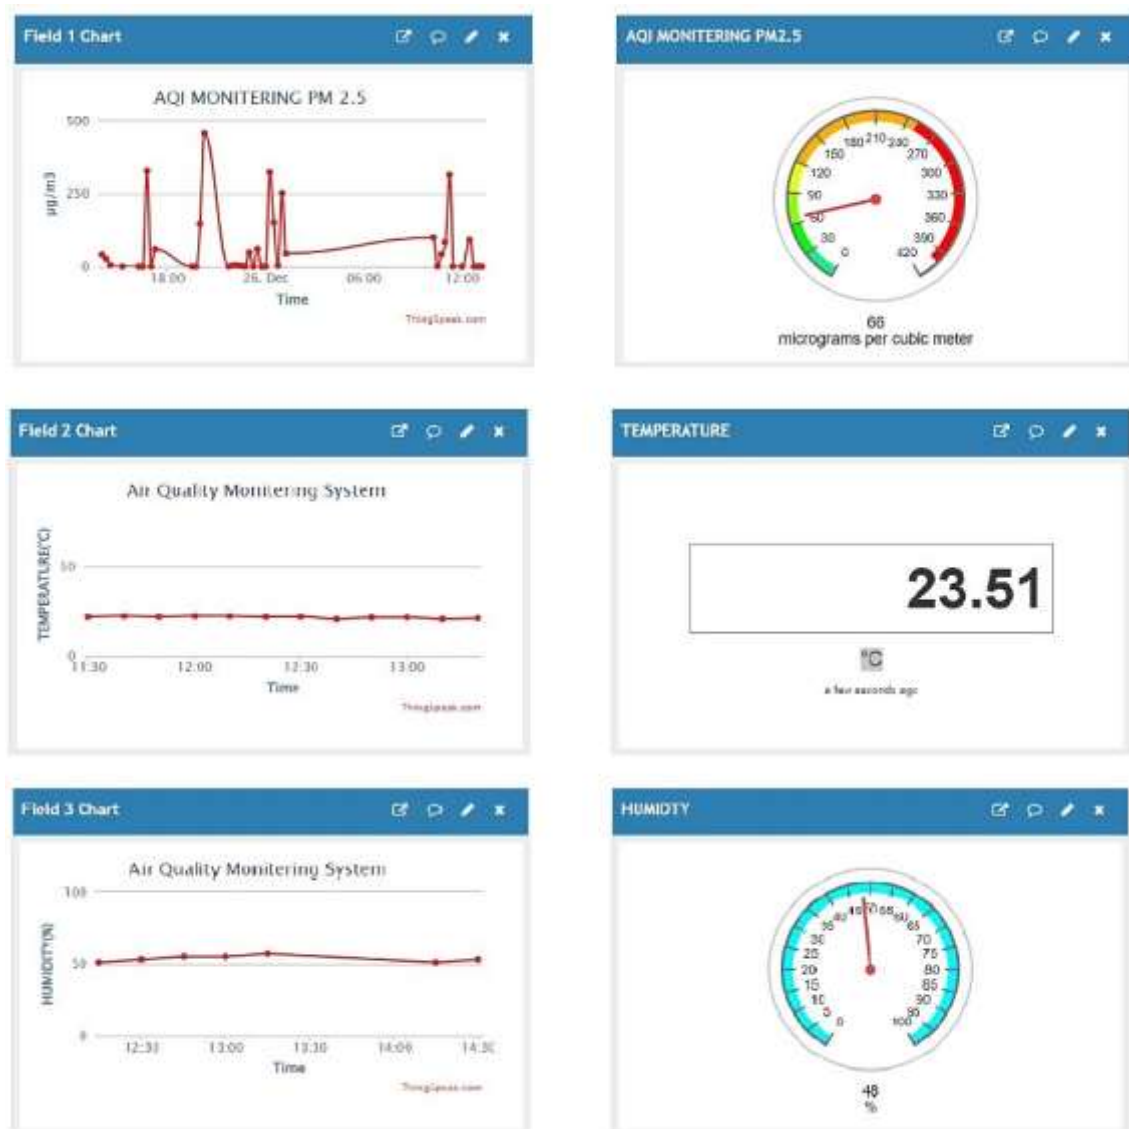 Field 1 Chart
AQI MONITERING PM 2.5
500
250
0
µg/m3
18:00
26. Dec
06:00
12:00
Time
ThingSpeak.com
AQI MONITERING PM2.5
0
30
60
90
120
150
180
210
240
270
300
330
360
390
420
66
micrograms per cubic meter
Field 2 Chart
Air Quality Monitering System
TEMPERATURE(°C)
50
0
11:30
12:00
12:30
13:00
Time
ThingSpeak.com
TEMPERATURE
23.51
°C
a few seconds ago
Field 3 Chart
Air Quality Monitering System
100
50
0
HUMIDITY(%)
12:30
13:00
13:30
14:00
14:30
Time
ThingSpeak.com
HUMIDTY
0
5
10
15
20
25
30
35
40
45
50
55
60
65
70
75
80
85
90
95
100
48
%